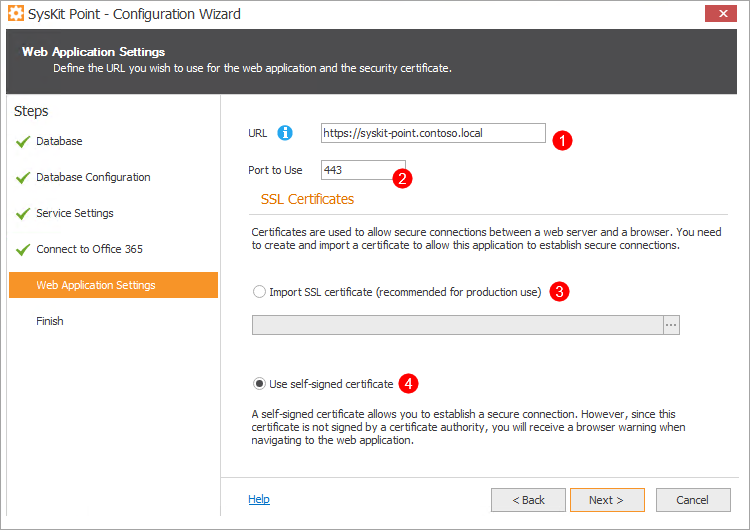 SysKit Point - Configuration Wizard
Web Application Settings
Define the URL you wish to use for the web application and the security certificate.
Steps
Database
Database Configuration
Service Settings
Connect to Office 365
Web Application Settings
Finish
URL https://syskit-point.contoso.local 1
Port to Use 443 2
SSL Certificates
Certificates are used to allow secure connections between a web server and a browser. You need
to create and import a certificate to allow this application to establish secure connections.
Import SSL certificate (recommended for production use) 3
...
Use self-signed certificate 4
A self-signed certificate allows you to establish a secure connection. However, since this
certificate is not signed by a certificate authority, you will receive a browser warning when
navigating to the web application.
Help < Back Next > Cancel